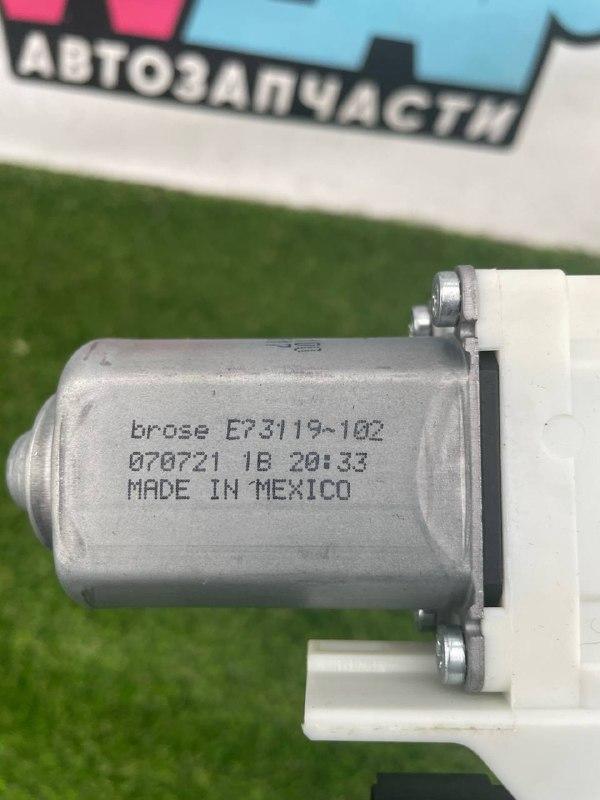 АВТОЗАПЧАСТИ
brose E73119~102
070721 1B 20:33
MADE IN MEXICO